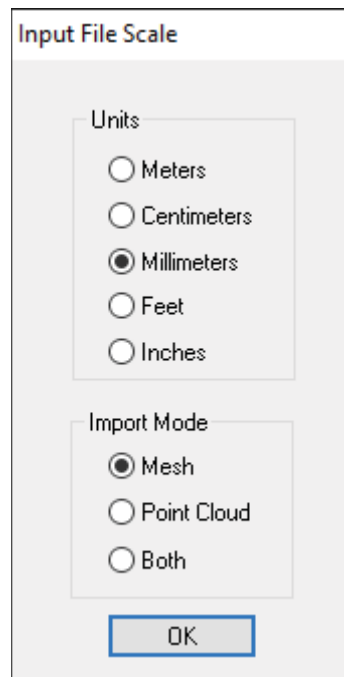 Input File Scale
Units
Meters
Centimeters
Millimeters
Feet
Inches
Import Mode
Mesh
Point Cloud
Both
OK